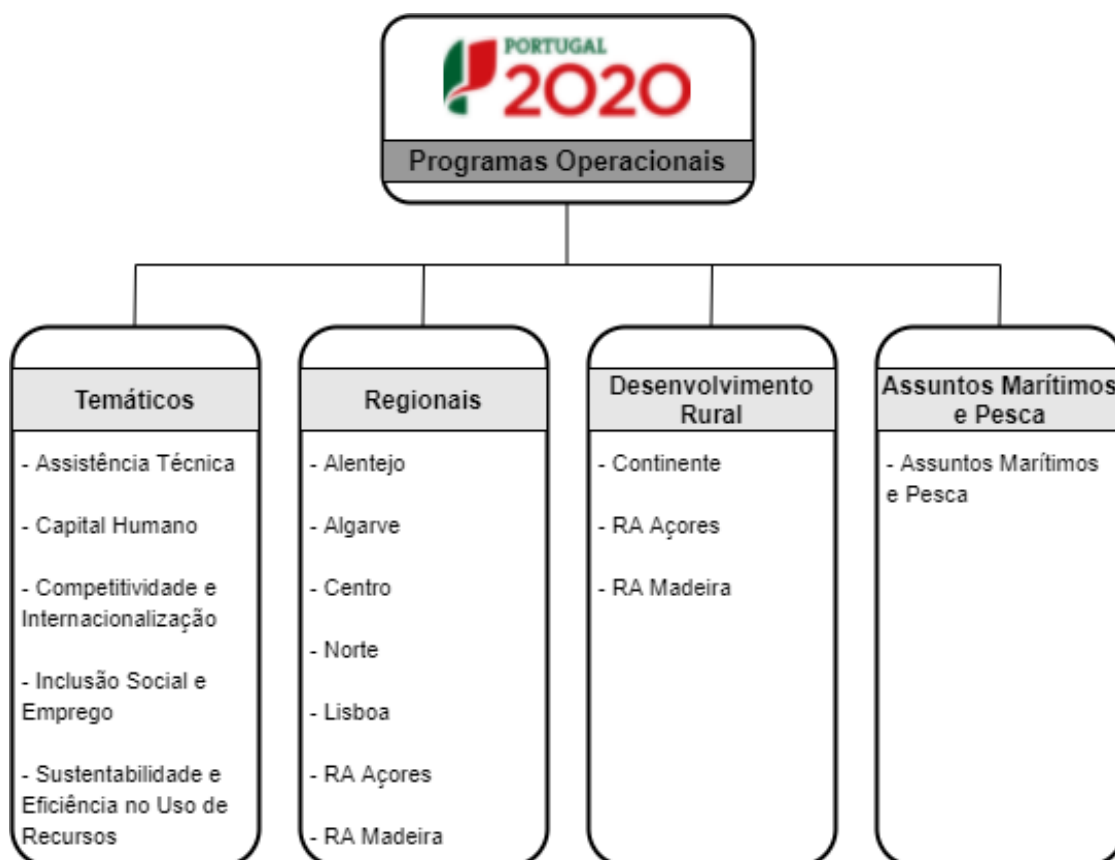 PORTUGAL
2020
Programas Operacionais
Temáticos
- Assistência Técnica
- Capital Humano
- Competitividade e
Internacionalização
- Inclusão Social e
Emprego
- Sustentabilidade e
Eficiência no Uso de
Recursos
Regionais
- Alentejo
- Algarve
- Centro
- Norte
- Lisboa
- RA Açores
- RA Madeira
Desenvolvimento
Rural
- Continente
- RA Açores
- RA Madeira
Assuntos Marítimos
e Pesca
- Assuntos Marítimos
e Pesca